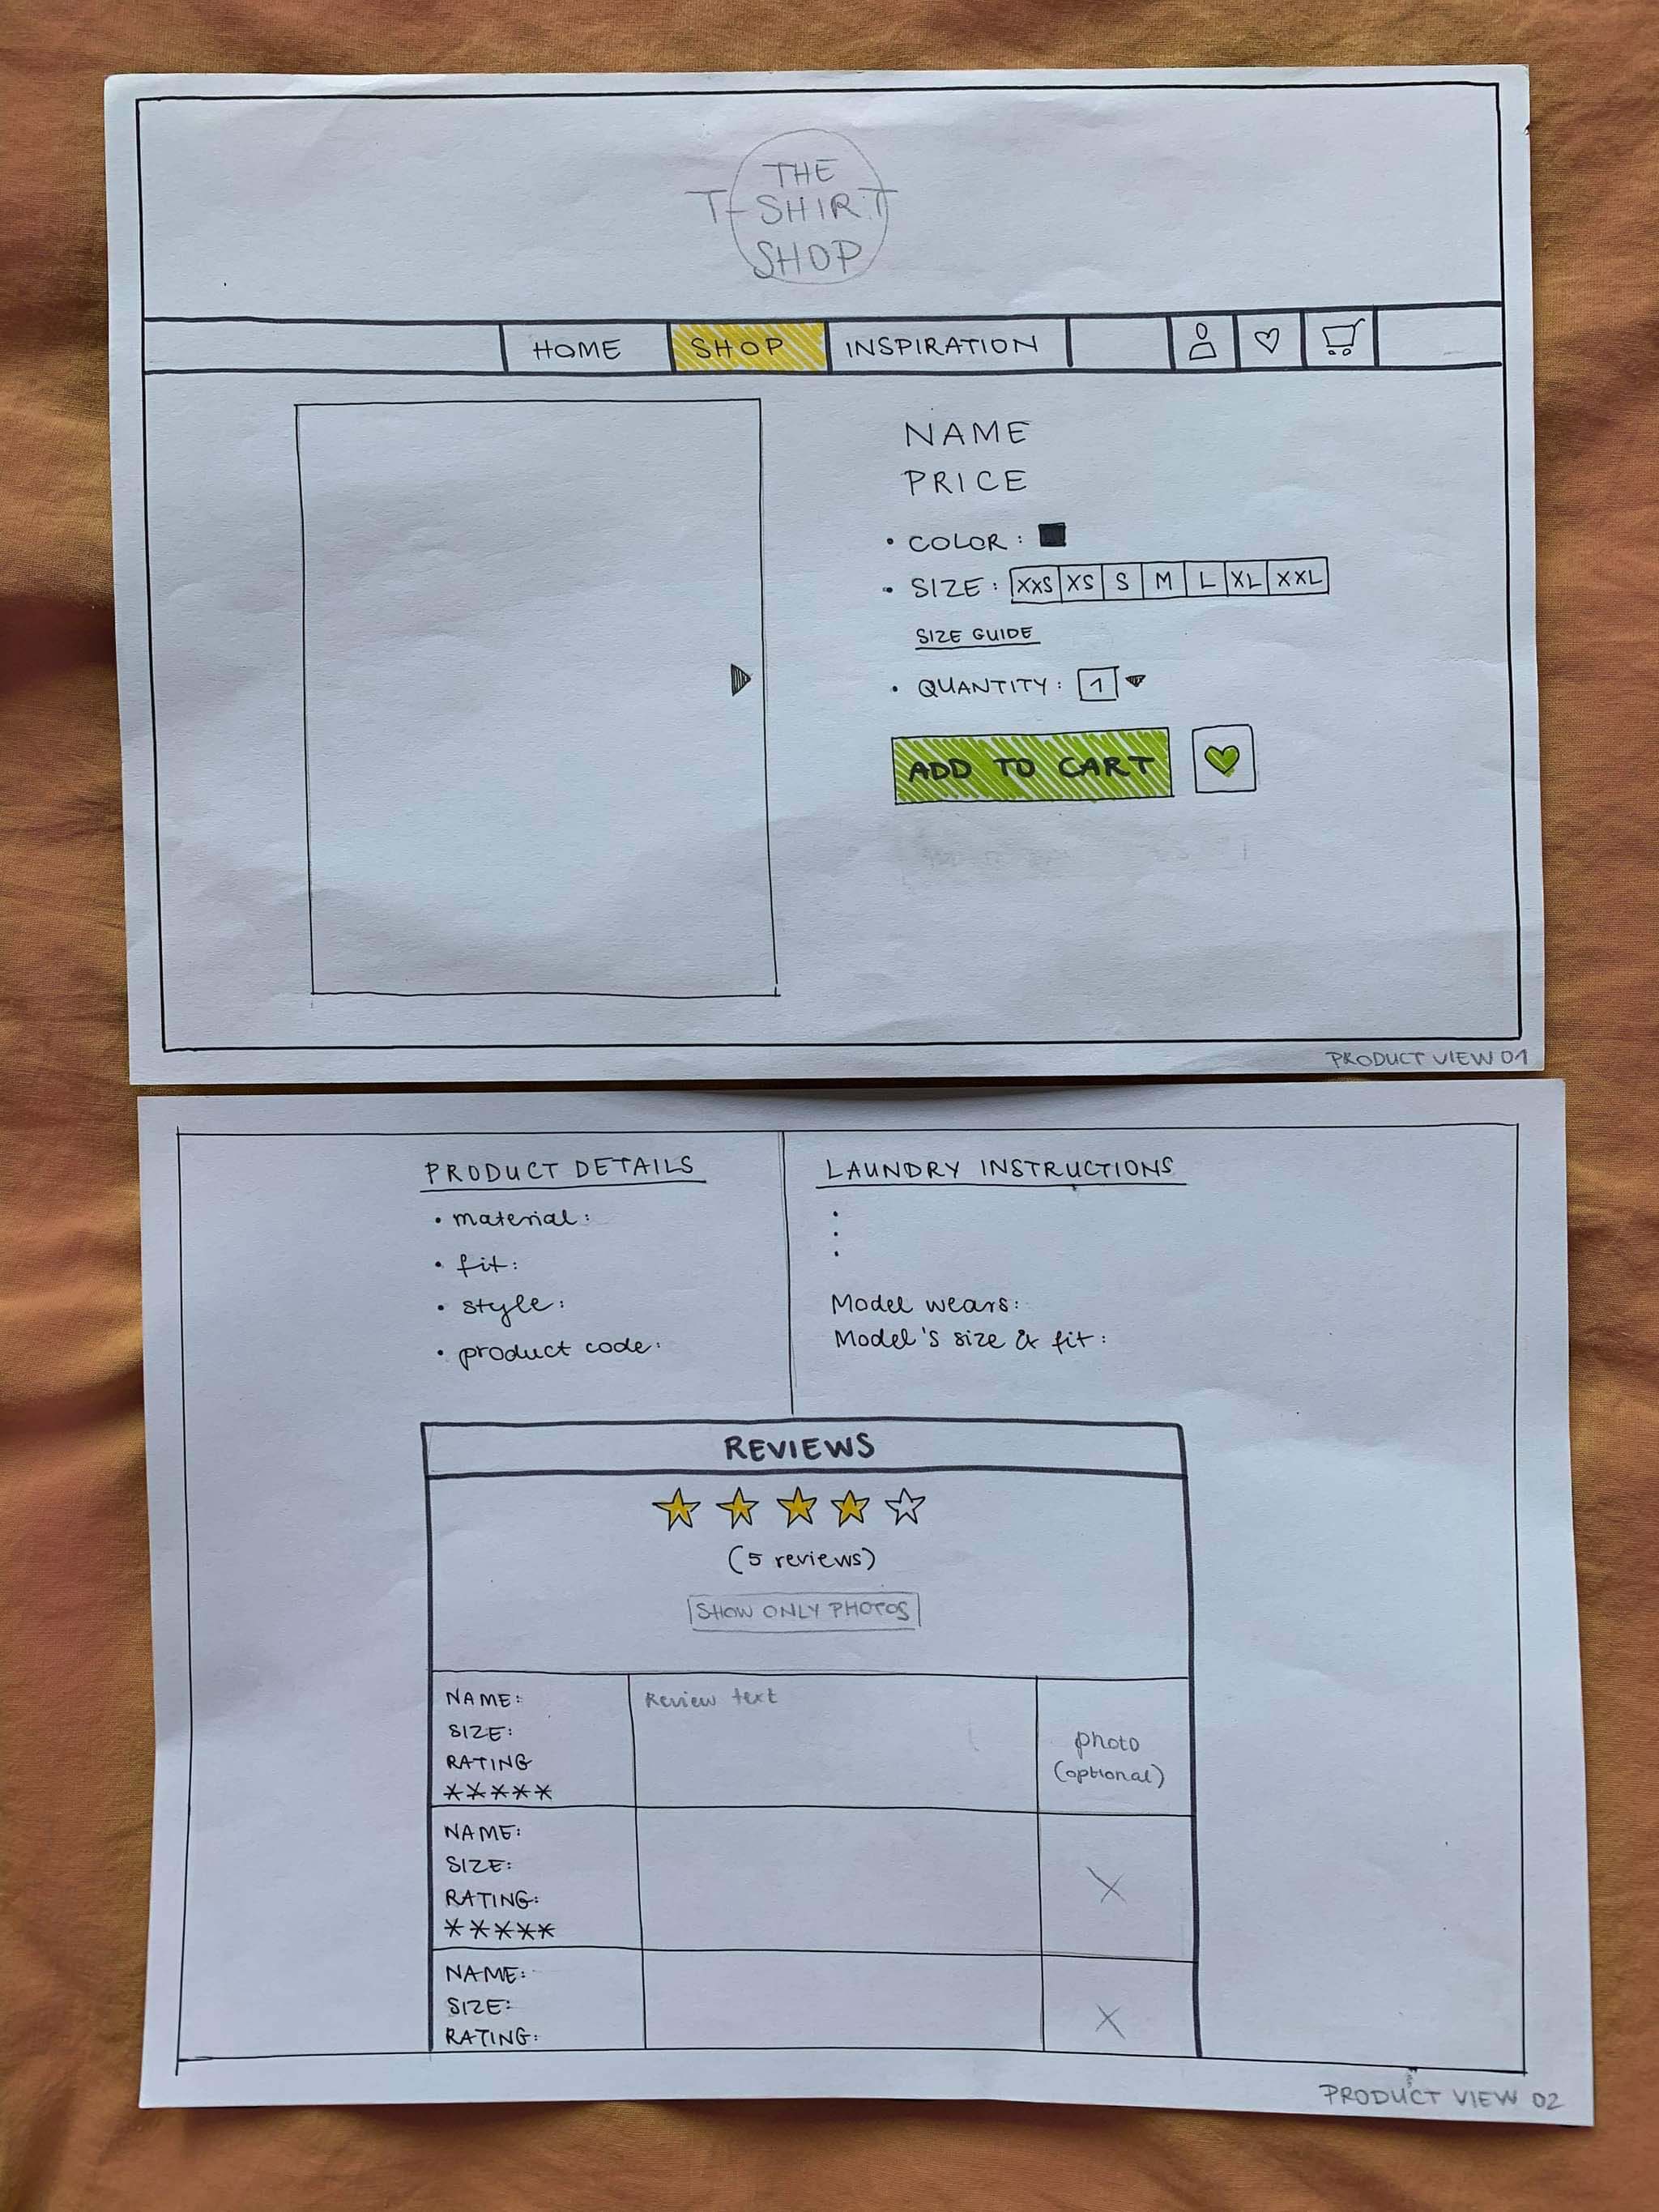 THE
T-SHIRT
SHOP
HOME SHOP INSPIRATION
NAME
PRICE
• COLOR:
• SIZE: XXS XS S M L XL XXL
SIZE GUIDE
• QUANTITY: 1
ADD TO CART
PRODUCT VIEW 01
PRODUCT DETAILS
• material:
• fit:
• style:
• product code:
LAUNDRY INSTRUCTIONS
•
•
•
Model wears:
Model's size & fit:
REVIEWS
(5 reviews)
SHOW ONLY PHOTOS
NAME:
SIZE:
RATING
*****
Review text
photo
(optional)
NAME:
SIZE:
RATING:
*****
X
NAME:
SIZE:
RATING:
X
PRODUCT VIEW 02